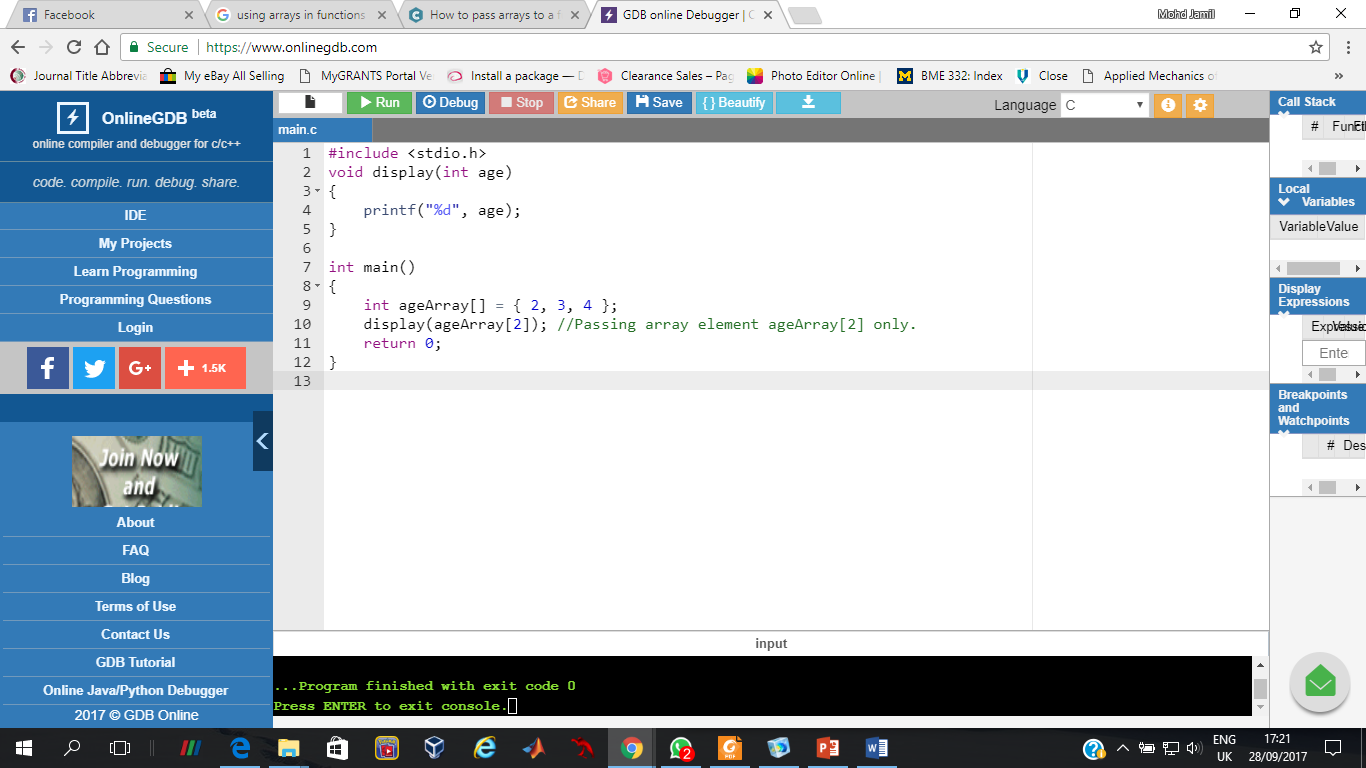 Facebook
using arrays in functions
How to pass arrays to a f
GDB online Debugger | C
Mohd Jamil
Secure https://www.onlinegdb.com
Journal Title Abbrevia
My eBay All Selling
MyGRANTS Portal Ve
Install a package — D
Clearance Sales – Pag
Photo Editor Online |
BME 332: Index
Close
Applied Mechanics o
»
OnlineGDB beta
online compiler and debugger for c/c++
code. compile. run. debug. share.
IDE
My Projects
Learn Programming
Programming Questions
Login
f G+ + 1.5K
Join Now
and
About
FAQ
Blog
Terms of Use
Contact Us
GDB Tutorial
Online Java/Python Debugger
2017 © GDB Online
Run Debug Stop Share Save { } Beautify
Language C
main.c
1 #include <stdio.h>
2 void display(int age)
3 {
4 printf("%d", age);
5 }
6
7 int main()
8 {
9 int ageArray[] = { 2, 3, 4 };
10 display(ageArray[2]); //Passing array element ageArray[2] only.
11 return 0;
12 }
13
input
...Program finished with exit code 0
Press ENTER to exit console.
Call Stack
# Functi
Local
Variables
Variable Value
Display
Expressions
Ente
Breakpoints
and
Watchpoints
# Des
ENG
UK
17:21
28/09/2017